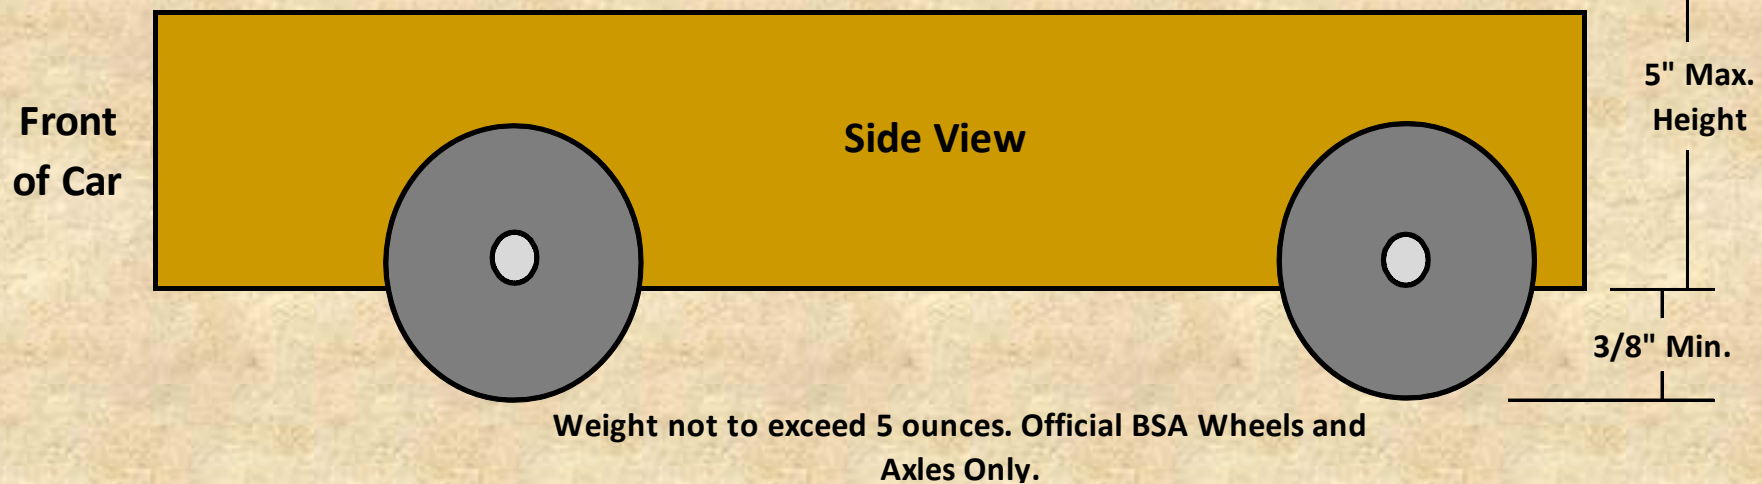 Front
of Car
Side View
5" Max.
Height
3/8" Min.
Weight not to exceed 5 ounces. Official BSA Wheels and
Axles Only.